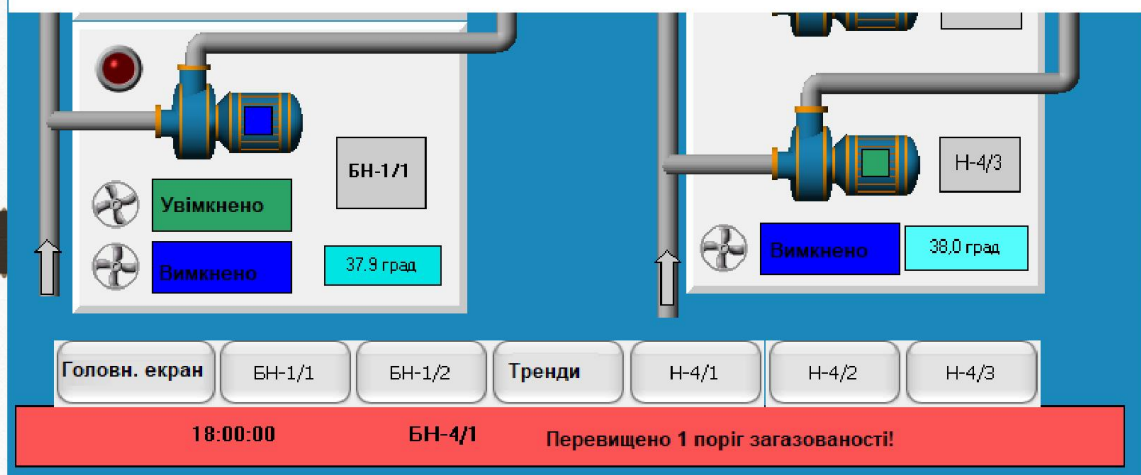 БН-1/1
Увімкнено
Вимкнено
37.9 град
Н-4/3
Вимкнено
38,0 град
Головн. екран
БН-1/1
БН-1/2
Тренди
Н-4/1
Н-4/2
Н-4/3
18:00:00 БН-4/1 Перевищено 1 поріг загазованості!